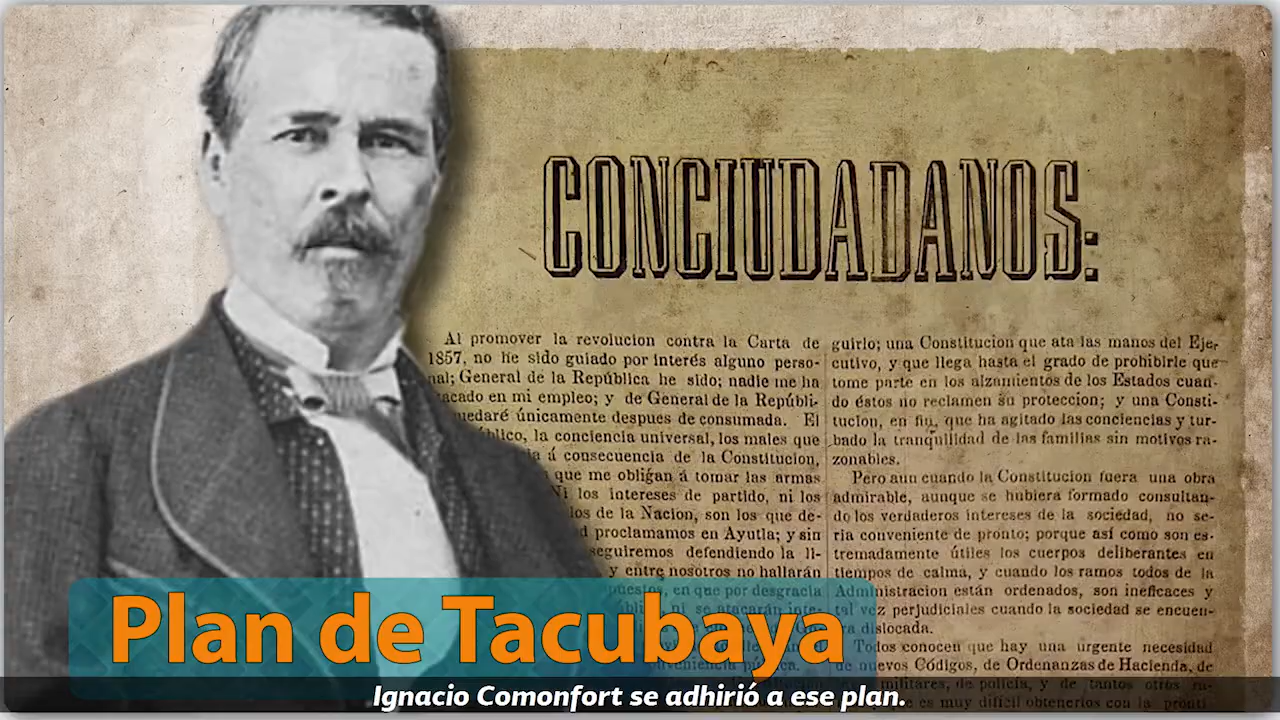 CONCIUDADANOS:
Al promover la revolucion contra la Carta de
1857, no he sido guiado por interés alguno perso-
nal; General de la República he sido; nadie me ha
acado en mi empleo; y de General de la Repúbli-
quedaré únicamente despues de consumada. El
blico, la conciencia universal, los males que
á consecuencia de la Constitucion,
que me obligan á tomar las armas
Ni los intereses de partido, ni los
los de la Nacion, son los que de-
proclamamos en Ayutla; y sin
seguiremos defendiendo la li-
y entre nosotros no hallarán
puestos, en que por desgracia
ni se atacarán inte-
conveniencia pública.
guirlo; una Constitucion que ata las manos del Eje-
cutivo, y que llega hasta el grado de prohibirle que
tome parte en los alzamientos de los Estados cuan-
do éstos no reclamen su proteccion; y una Consti-
tucion, en fin, que ha agitado las conciencias y tur-
bado la tranquilidad de las familias sin motivos ra-
zonables.
Pero aun cuando la Constitucion fuera una obra
admirable, aunque se hubiera formado consultan-
do los verdaderos intereses de la sociedad, no se-
ria conveniente de pronto; porque así como son es-
tremadamente útiles los cuerpos deliberantes en
tiempos de calma, y cuando los ramos todos de la
Administracion están ordenados, son ineficaces y
tal vez perjudiciales cuando la sociedad se encuen-
ra dislocada.
Todos conocen que hay una urgente necesidad
de nuevos Códigos, de Ordenanzas de Hacienda, de
militares, de policía, y de tantos otros ra-
es muy difícil obtenerlos con la pronti-
Plan de Tacubaya
Ignacio Comonfort se adhirió a ese plan.